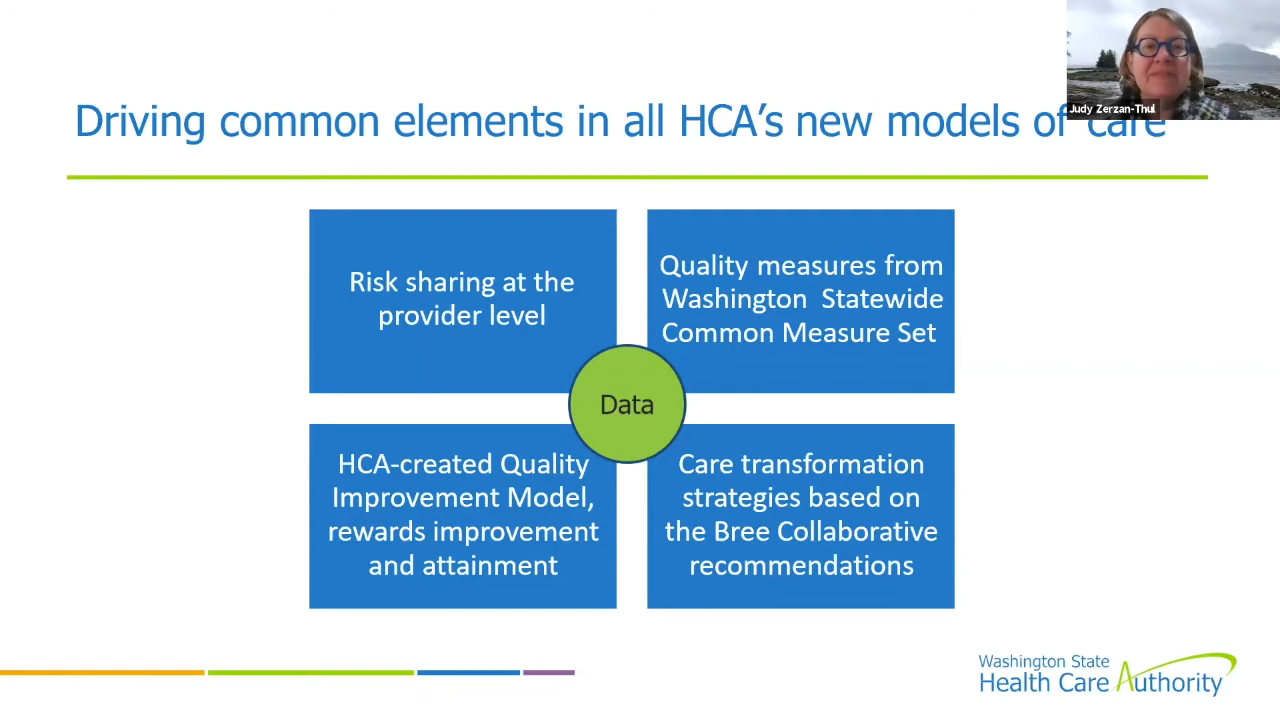 Judy Zerzan-Thul
Driving common elements in all HCA's new models of care
Risk sharing at the
provider level
Quality measures from
Washington Statewide
Common Measure Set
Data
HCA-created Quality
Improvement Model,
rewards improvement
and attainment
Care transformation
strategies based on
the Bree Collaborative
recommendations
Washington State
Health Care Authority